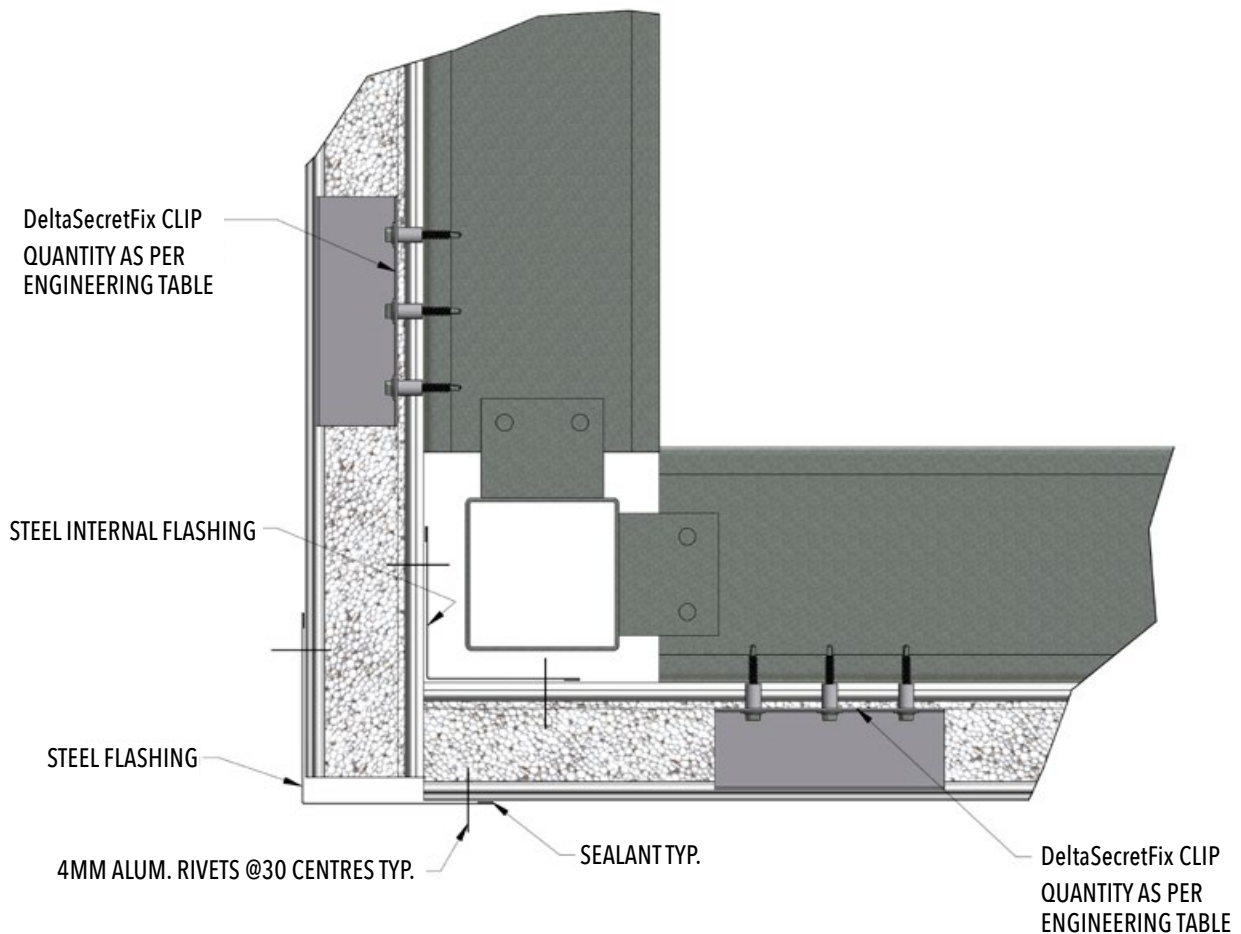 DeltaSecretFix CLIP
QUANTITY AS PER
ENGINEERING TABLE
STEEL INTERNAL FLASHING
STEEL FLASHING
4MM ALUM. RIVETS @30 CENTRES TYP.
SEALANT TYP.
DeltaSecretFix CLIP
QUANTITY AS PER
ENGINEERING TABLE